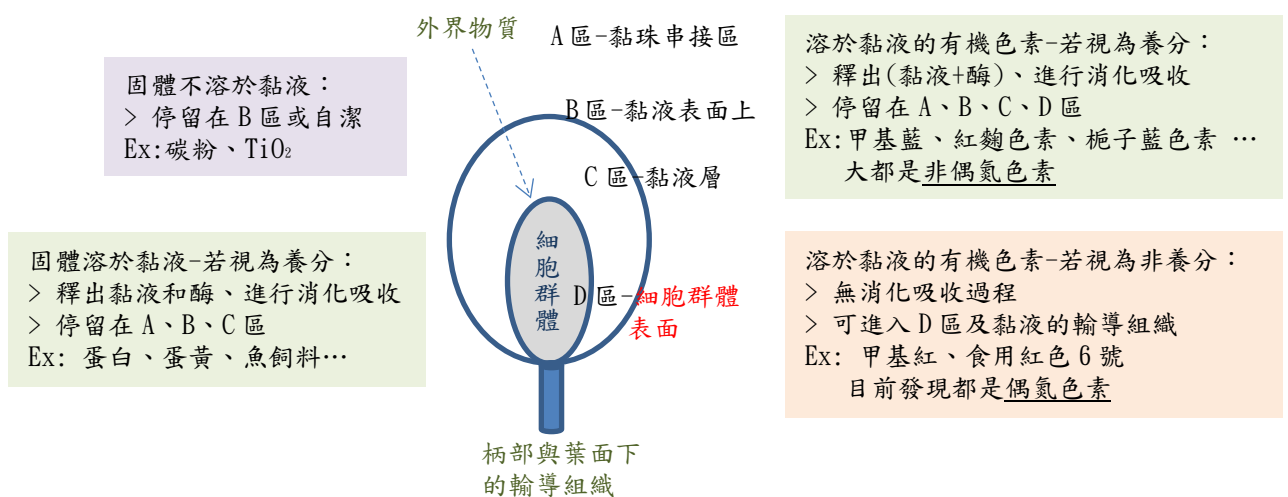 外界物質
A區-黏珠串接區
固體不溶於黏液：
> 停留在B區或自潔
Ex:碳粉、TiO₂
B區-黏液表面上
C區-黏液層
溶於黏液的有機色素-若視為養分：
> 釋出(黏液+酶)、進行消化吸收
> 停留在A、B、C、D區
Ex:甲基藍、紅麴色素、梔子藍色素 …
大都是非偶氮色素
固體溶於黏液-若視為養分：
> 釋出黏液和酶、進行消化吸收
> 停留在A、B、C區
Ex: 蛋白、蛋黃、魚飼料…
細胞群體
D區-細胞群體
表面
溶於黏液的有機色素-若視為非養分：
> 無消化吸收過程
> 可進入D區及黏液的輸導組織
Ex: 甲基紅、食用紅色6號
目前發現都是偶氮色素
柄部與葉面下
的輸導組織